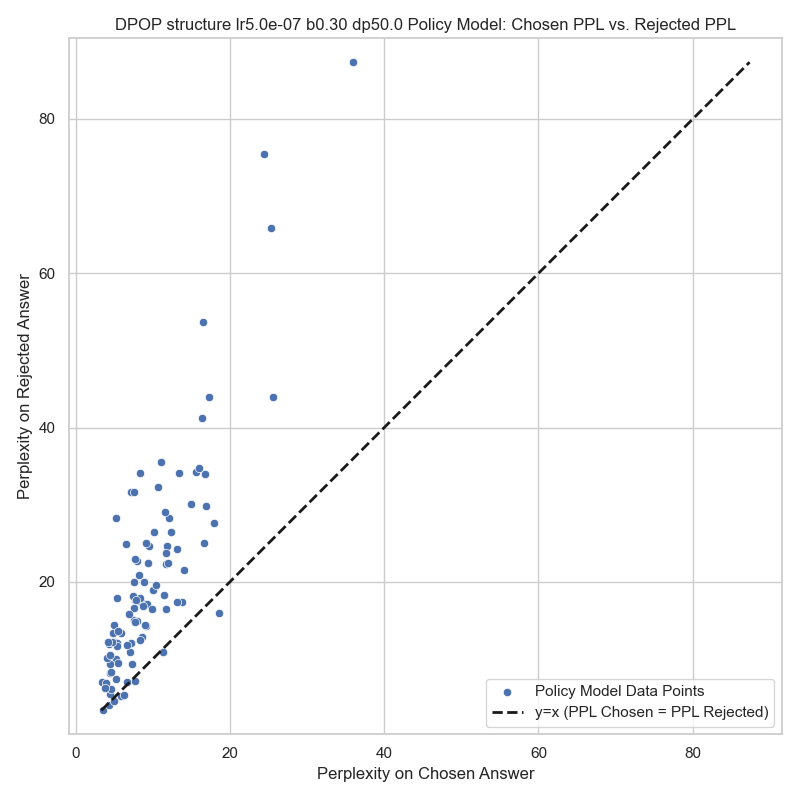 DPOP structure lr5.0e-07 b0.30 dp50.0 Policy Model: Chosen PPL vs. Rejected PPL
Perplexity on Rejected Answer
80
60
40
20
0
20
40
60
80
Perplexity on Chosen Answer
Policy Model Data Points
y=x (PPL Chosen = PPL Rejected)